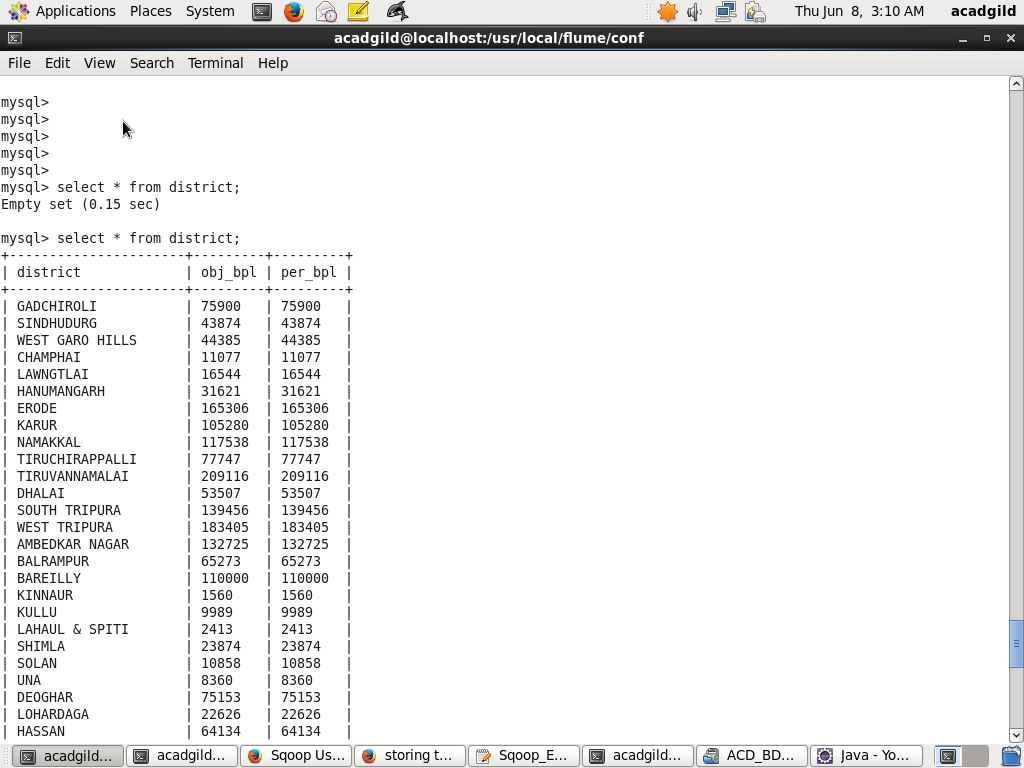 Applications Places System Thu Jun 8, 3:10 AM acadgild
acadgild@localhost:/usr/local/flume/conf
File Edit View Search Terminal Help
mysql>
mysql>
mysql>
mysql>
mysql>
mysql> select * from district;
Empty set (0.15 sec)
mysql> select * from district;
+----------------------+---------+---------+
| district | obj_bpl | per_bpl |
+----------------------+---------+---------+
| GADCHIROLI | 75900 | 75900 |
| SINDHUDURG | 43874 | 43874 |
| WEST GARO HILLS | 44385 | 44385 |
| CHAMPHAI | 11077 | 11077 |
| LAWNGTLAI | 16544 | 16544 |
| HANUMANGARH | 31621 | 31621 |
| ERODE | 165306 | 165306 |
| KARUR | 105280 | 105280 |
| NAMAKKAL | 117538 | 117538 |
| TIRUCHIRAPPALLI | 77747 | 77747 |
| TIRUVANNAMALAI | 209116 | 209116 |
| DHALAI | 53507 | 53507 |
| SOUTH TRIPURA | 139456 | 139456 |
| WEST TRIPURA | 183405 | 183405 |
| AMBEDKAR NAGAR | 132725 | 132725 |
| BALRAMPUR | 65273 | 65273 |
| BAREILLY | 110000 | 110000 |
| KINNAUR | 1560 | 1560 |
| KULLU | 9989 | 9989 |
| LAHAUL & SPITI | 2413 | 2413 |
| SHIMLA | 23874 | 23874 |
| SOLAN | 10858 | 10858 |
| UNA | 8360 | 8360 |
| DEOGHAR | 75153 | 75153 |
| LOHARDAGA | 22626 | 22626 |
| HASSAN | 64134 | 64134 |
acadgild... acadgild... Sqoop Us... storing t... Sqoop_E... acadgild... ACD_BD... Java - Yo...